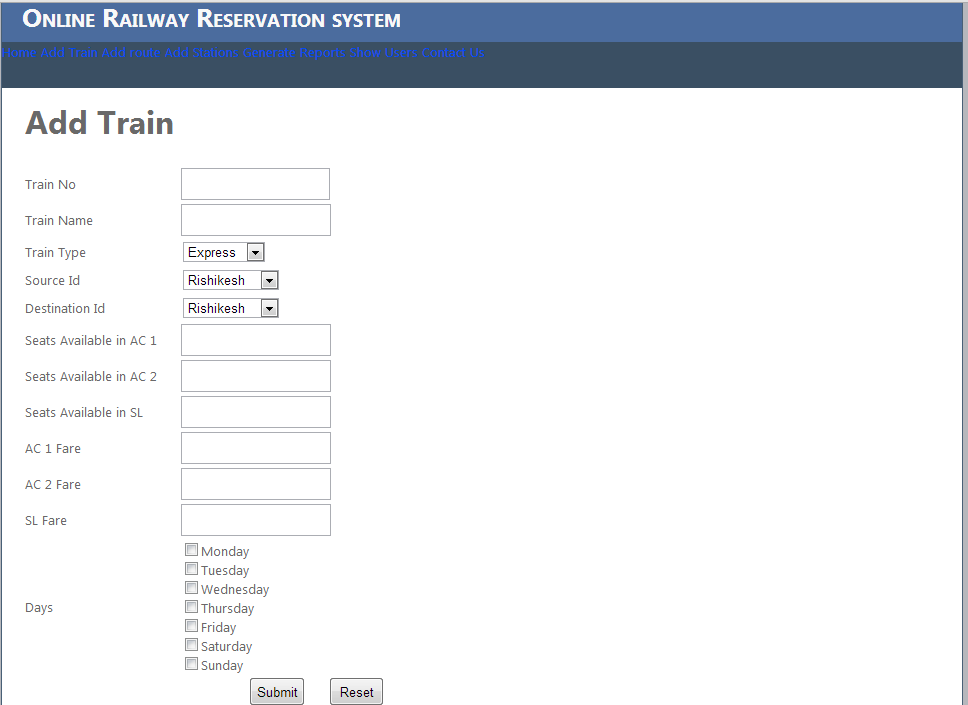 Online Railway Reservation system
Home Add Train Add route Add Stations Generate Reports Show Users Contact Us
Add Train
Train No
Train Name
Train Type Express
Source Id Rishikesh
Destination Id Rishikesh
Seats Available in AC 1
Seats Available in AC 2
Seats Available in SL
AC 1 Fare
AC 2 Fare
SL Fare
Days
Monday
Tuesday
Wednesday
Thursday
Friday
Saturday
Sunday
Submit Reset